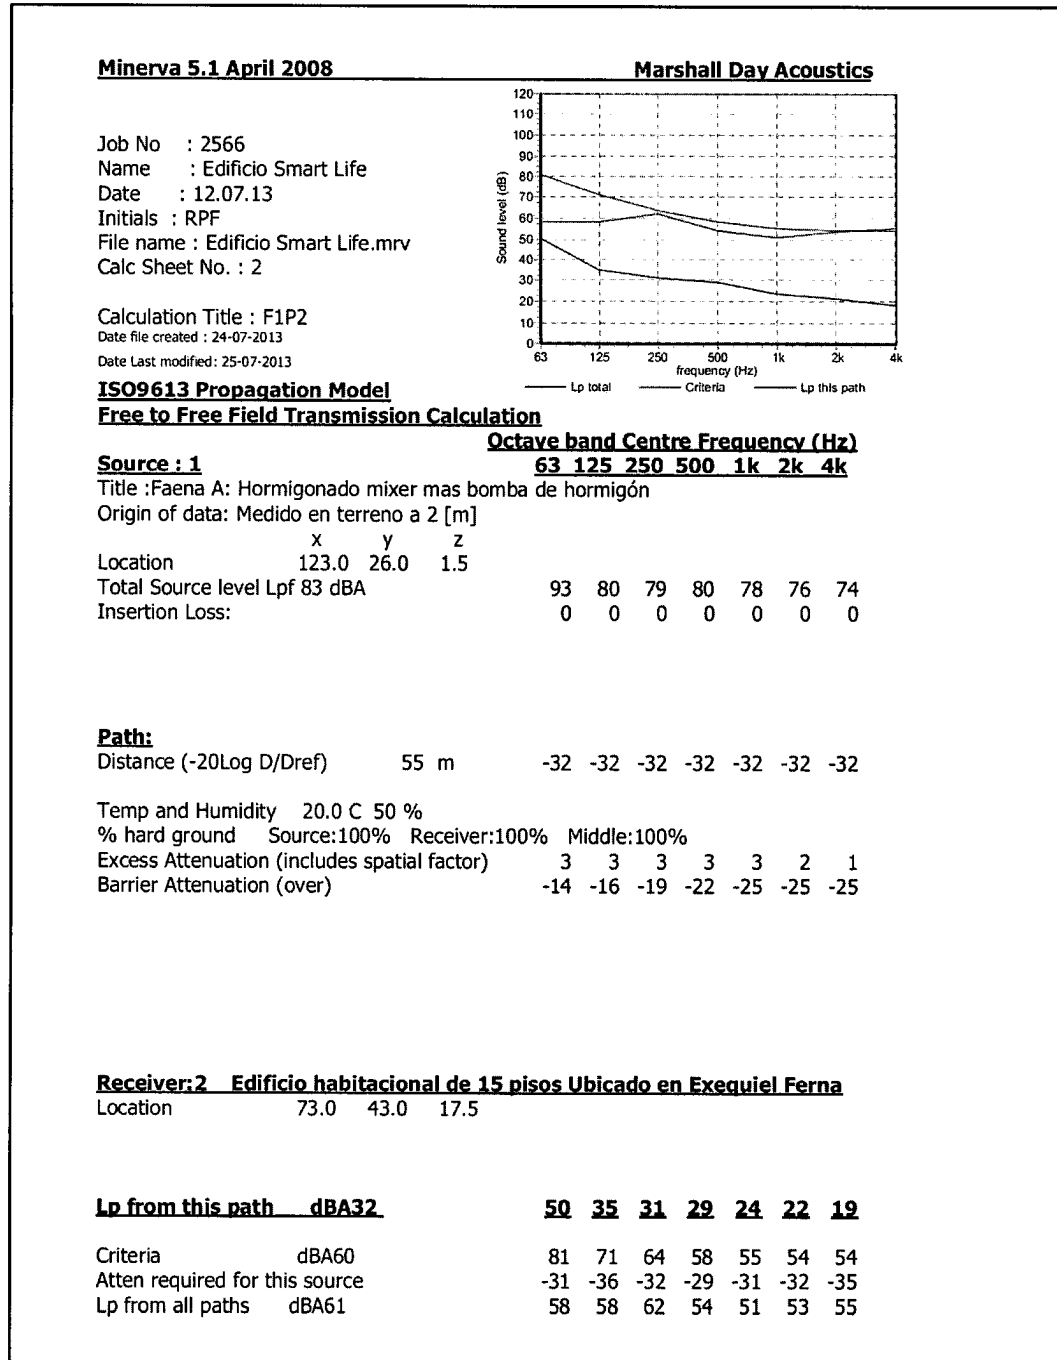 Minerva 5.1 April 2008 Marshall Day Acoustics
Job No : 2566
Name : Edificio Smart Life
Date : 12.07.13
Initials : RPF
File name : Edificio Smart Life.mrv
Calc Sheet No. : 2
Calculation Title : F1P2
Date file created : 24-07-2013
Date Last modified: 25-07-2013
120
110
100
90
80
70
60
50
40
30
20
10
0
Sound level (dB)
63 125 250 500 1k 2k 4k
frequency (Hz)
Lp total Criteria Lp this path
ISO9613 Propagation Model
Free to Free Field Transmission Calculation
Octave band Centre Frequency (Hz)
Source : 1 63 125 250 500 1k 2k 4k
Title :Faena A: Hormigonado mixer mas bomba de hormigón
Origin of data: Medido en terreno a 2 [m]
x y z
Location 123.0 26.0 1.5
Total Source level Lpf 83 dBA 93 80 79 80 78 76 74
Insertion Loss: 0 0 0 0 0 0 0
Path:
Distance (-20Log D/Dref) 55 m -32 -32 -32 -32 -32 -32 -32
Temp and Humidity 20.0 C 50 %
% hard ground Source:100% Receiver:100% Middle:100%
Excess Attenuation (includes spatial factor) 3 3 3 3 3 2 1
Barrier Attenuation (over) -14 -16 -19 -22 -25 -25 -25
Receiver:2 Edificio habitacional de 15 pisos Ubicado en Exequiel Ferna
Location 73.0 43.0 17.5
Lp from this path dBA32 50 35 31 29 24 22 19
Criteria dBA60 81 71 64 58 55 54 54
Atten required for this source -31 -36 -32 -29 -31 -32 -35
Lp from all paths dBA61 58 58 62 54 51 53 55